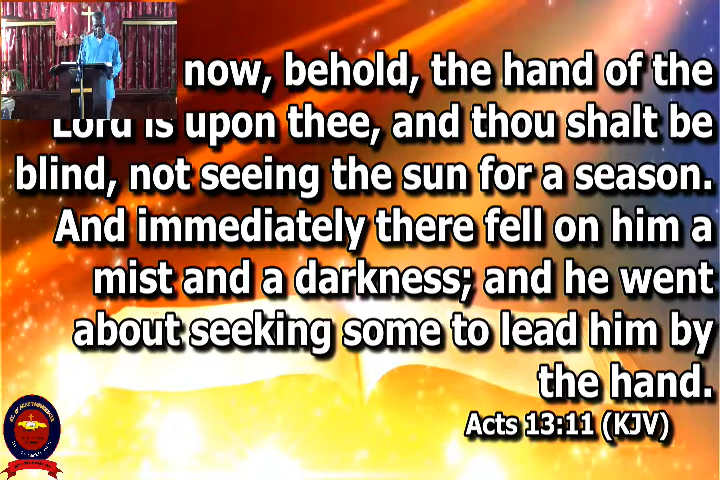 now, behold, the hand of the
Lord is upon thee, and thou shalt be
blind, not seeing the sun for a season.
And immediately there fell on him a
mist and a darkness; and he went
about seeking some to lead him by
the hand.
Acts 13:11 (KJV)